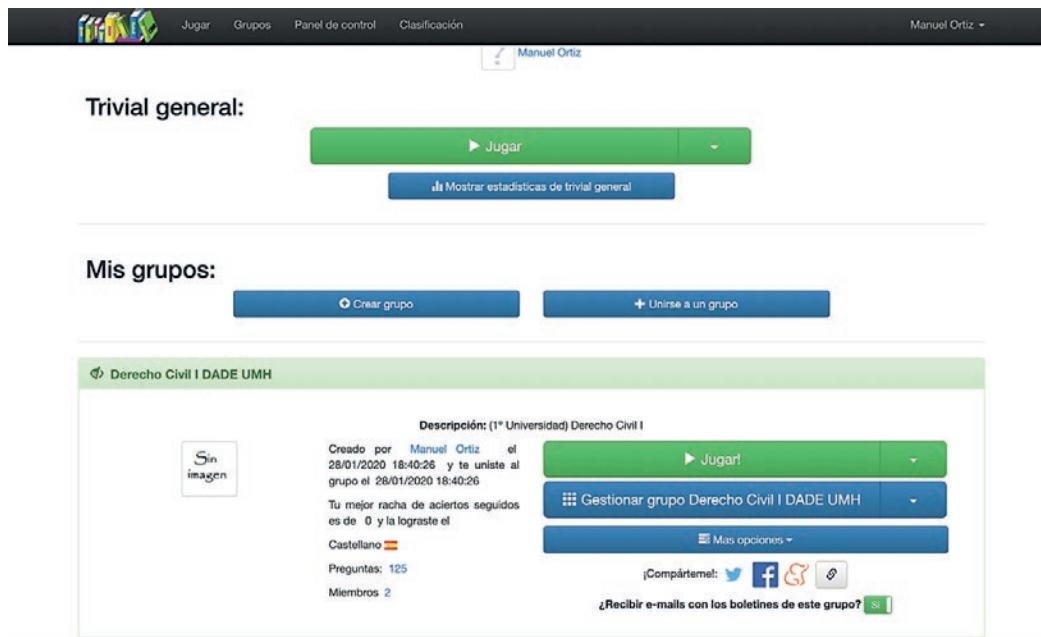 Jugar Grupos Panel de control Clasificación Manuel Ortiz
Manuel Ortiz
Trivial general:
Jugar
Mostrar estadísticas de trivial general
Mis grupos:
Crear grupo
Unirse a un grupo
Derecho Civil I DADE UMH
Descripción: (1º Universidad) Derecho Civil I
Sin
imagen
Creado por Manuel Ortiz el
28/01/2020 18:40:26 y te uniste al
grupo el 28/01/2020 18:40:26
Tu mejor racha de aciertos seguidos
es de 0 y la lograste el
Castellano
Preguntas: 125
Miembros 2
Jugar!
Gestionar grupo Derecho Civil I DADE UMH
Mas opciones
¡Compárteme!:
¿Recibir e-mails con los boletines de este grupo? SI